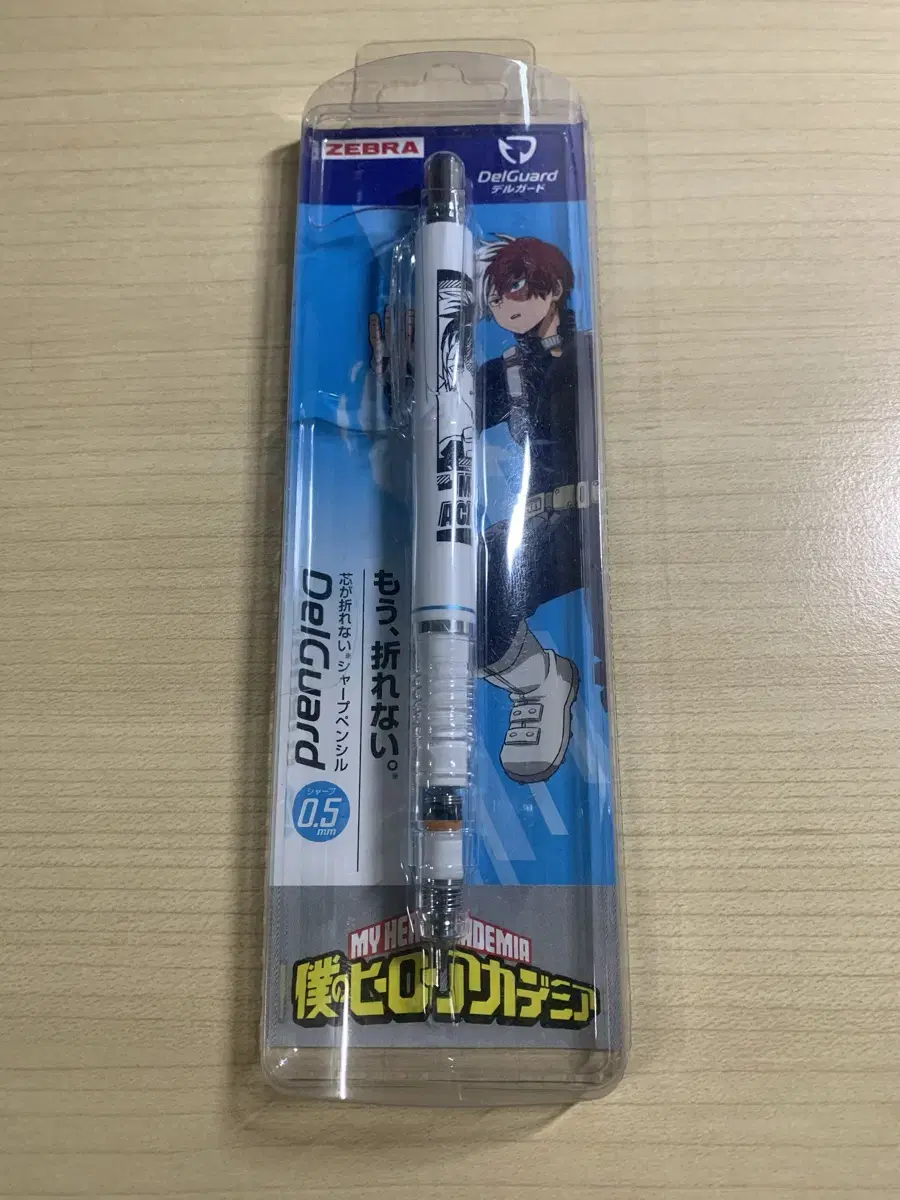 ZEBRA
DelGuard
デルガード
もう、折れない。※
芯が折れない※シャープペンシル
DelGuard
シャープ
0.5
mm
MY
僕のヒーローアカデミア